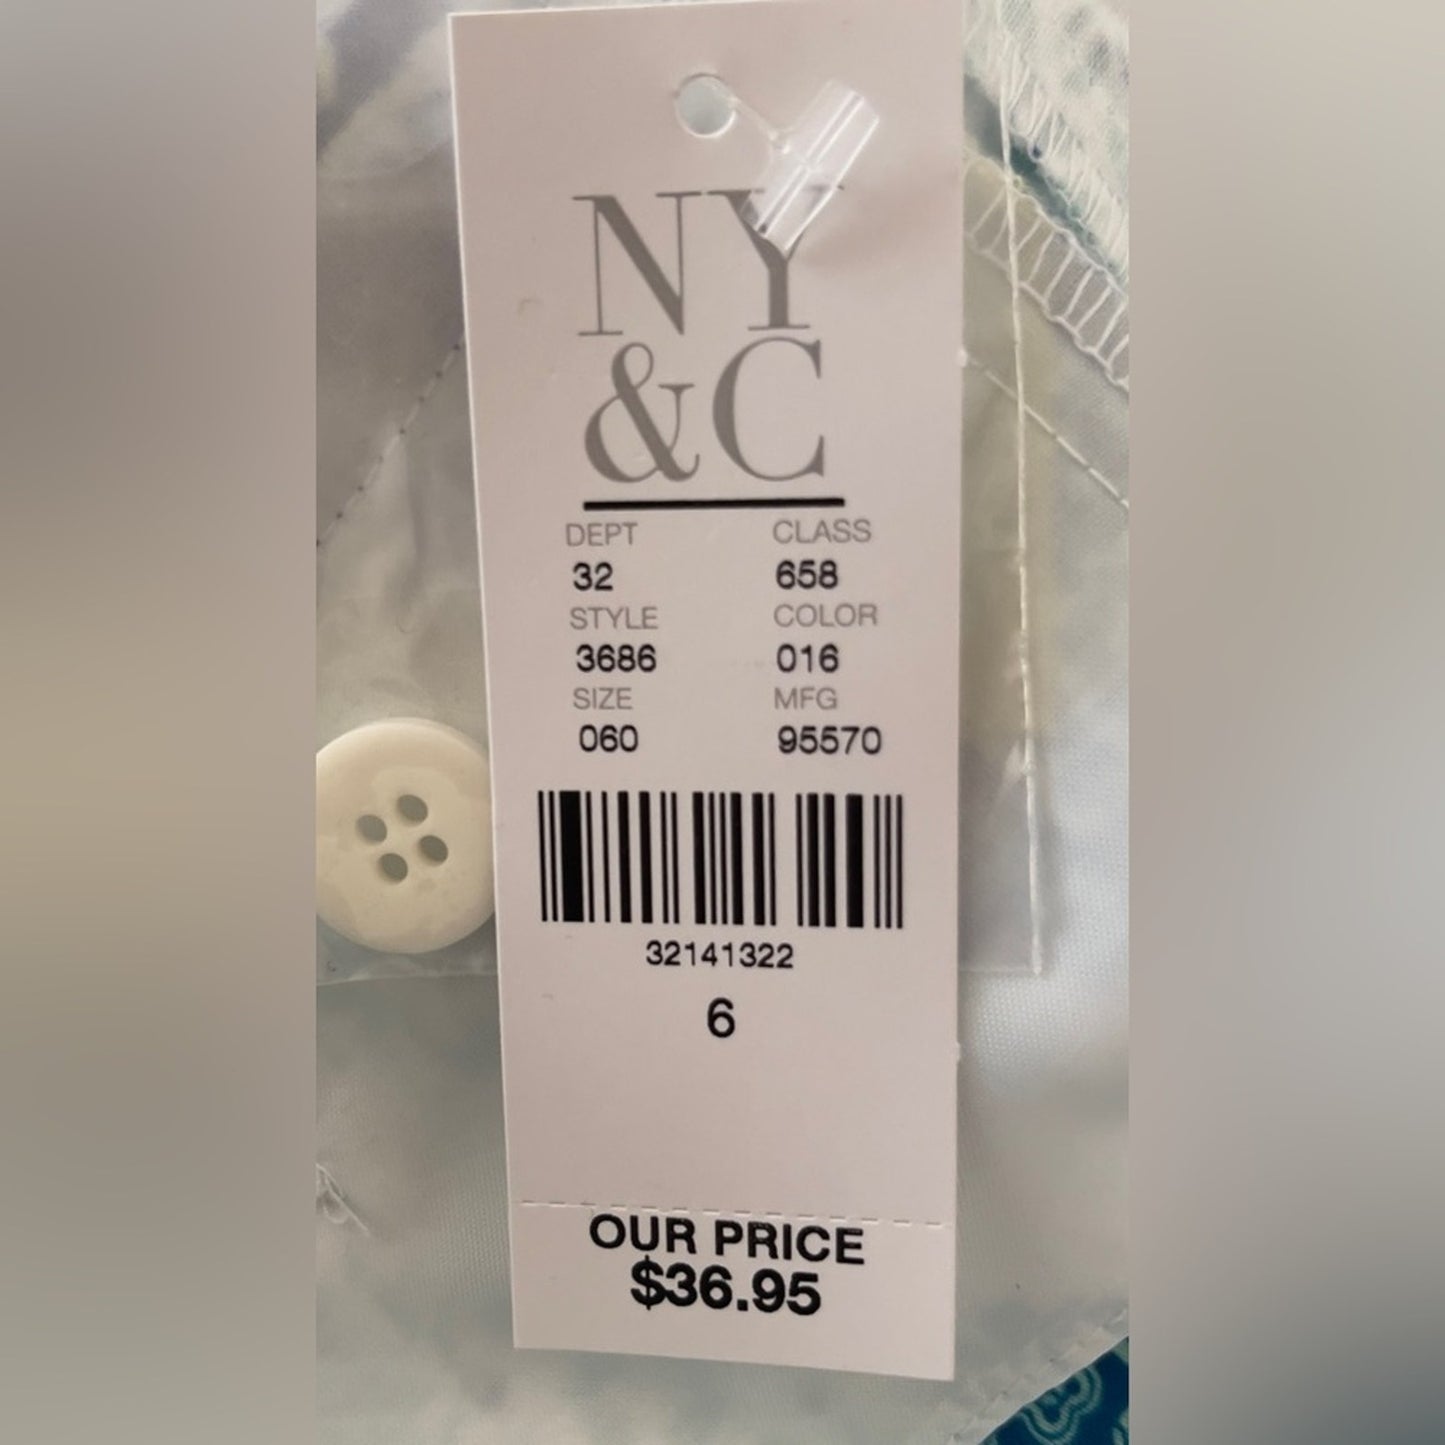 NY
&C
DEPT CLASS
32 658
STYLE COLOR
3686 016
SIZE MFG
060 95570
32141322
6
OUR PRICE
$36.95